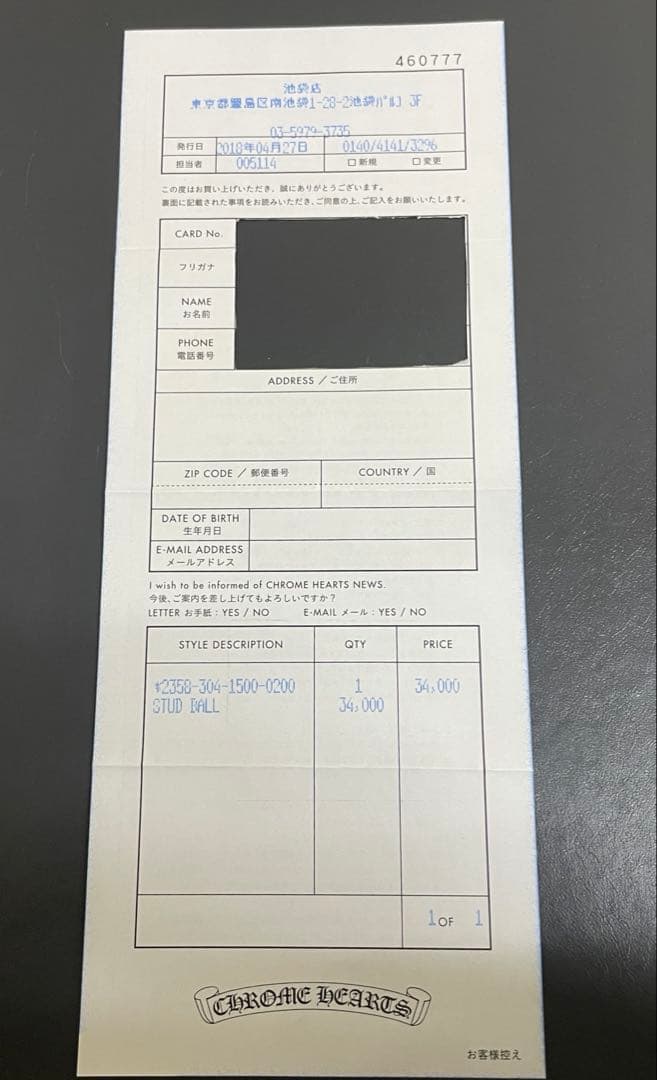 460777
池袋店
東京都豊島区南池袋1-28-2池袋ﾊﾟﾙｺ 3F
03-5979-3735
発行日 2018年04月27日 0140/4141/3296
担当者 005114 □ 新規 □ 変更
この度はお買い上げいただき、誠にありがとうございます。
裏面に記載された事項をお読みいただき、ご同意の上、ご記入をお願いいたします。
CARD No.
フリガナ
NAME
お名前
PHONE
電話番号
ADDRESS / ご住所
ZIP CODE / 郵便番号 COUNTRY / 国
DATE OF BIRTH
生年月日
E-MAIL ADDRESS
メールアドレス
I wish to be informed of CHROME HEARTS NEWS.
今後、ご案内を差し上げてもよろしいですか？
LETTER お手紙：YES / NO E-MAIL メール：YES / NO
STYLE DESCRIPTION QTY PRICE
*2358-304-1500-0200 1 34,000
STUD BALL 34,000
1 OF 1
CHROME HEARTS
お客様控え